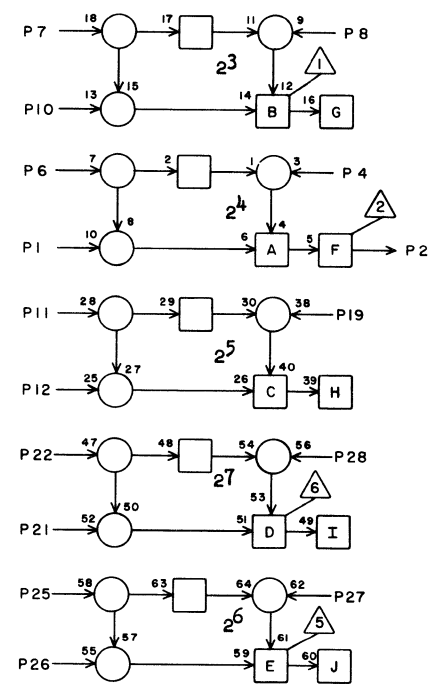 P7 18 17 11 9 P8
2³ 1
15 12
P10 13 14 B 16 G
P6 7 2 1 3 P4
2⁴ 2
8 4
P1 10 6 A 5 F P2
P11 28 29 30 38 P19
2⁵
27 40
P12 25 26 C 39 H
P22 47 48 54 56 P28
2⁷ 53 6
50
P21 52 51 D 49 I
P25 58 63 64 62 P27
2⁶ 5
57 61
P26 55 59 E 60 J